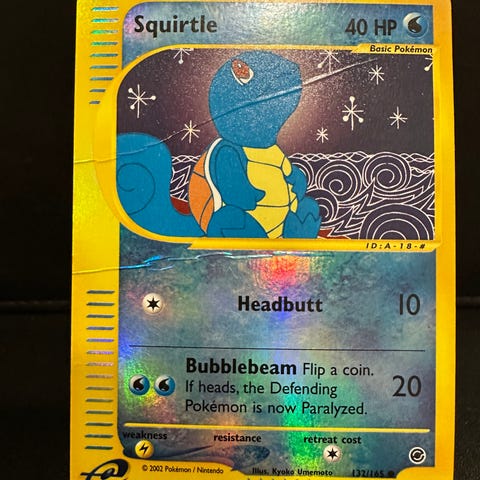 Squirtle 40 HP
Basic Pokémon
ID:A-18-#
Headbutt 10
Bubblebeam Flip a coin.
If heads, the Defending 20
Pokémon is now Paralyzed.
weakness resistance retreat cost
© 2002 Pokémon / Nintendo Illus. Kyoko Umemoto 132/165